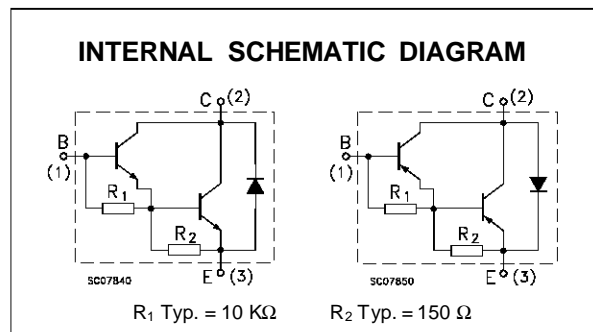 INTERNAL SCHEMATIC DIAGRAM
C (2)
B
(1)
R1
R2
E (3)
SC07840
C (2)
B
(1)
R1
R2
E (3)
SC07850
R1 Typ. = 10 KΩ R2 Typ. = 150 Ω